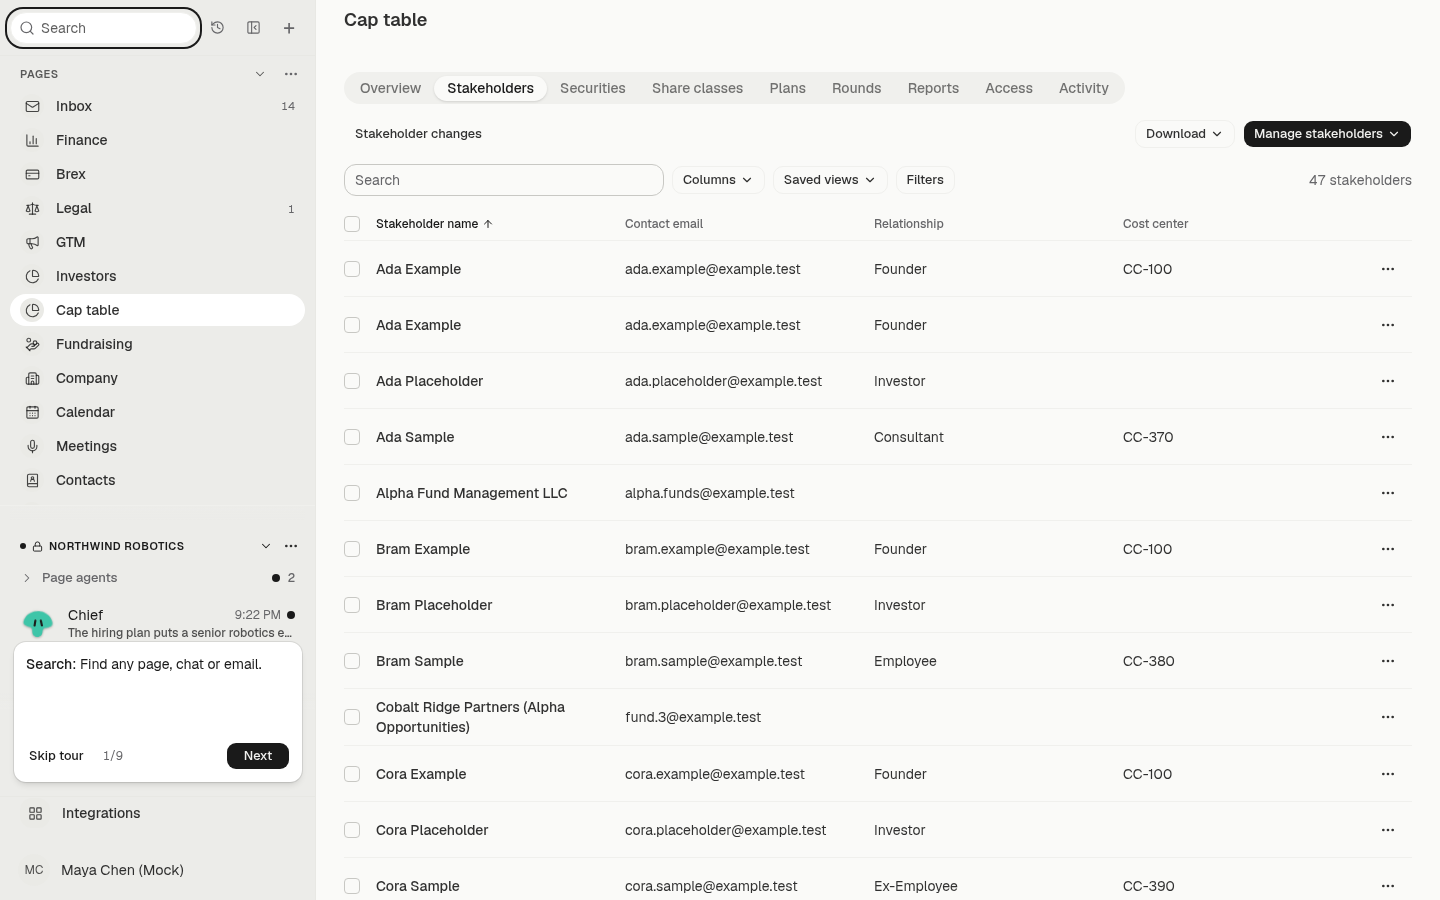 Search
PAGES
Inbox 14
Finance
Brex
Legal 1
GTM
Investors
Cap table
Fundraising
Company
Calendar
Meetings
Contacts
NORTHWIND ROBOTICS
Page agents 2
Chief 9:22 PM
The hiring plan puts a senior robotics e…
Search: Find any page, chat or email.
Skip tour 1/9 Next
Integrations
MC Maya Chen (Mock)
Cap table
Overview Stakeholders Securities Share classes Plans Rounds Reports Access Activity
Stakeholder changes Download Manage stakeholders
Search Columns Saved views Filters 47 stakeholders
Stakeholder name Contact email Relationship Cost center
Ada Example ada.example@example.test Founder CC-100
Ada Example ada.example@example.test Founder
Ada Placeholder ada.placeholder@example.test Investor
Ada Sample ada.sample@example.test Consultant CC-370
Alpha Fund Management LLC alpha.funds@example.test
Bram Example bram.example@example.test Founder CC-100
Bram Placeholder bram.placeholder@example.test Investor
Bram Sample bram.sample@example.test Employee CC-380
Cobalt Ridge Partners (Alpha
Opportunities) fund.3@example.test
Cora Example cora.example@example.test Founder CC-100
Cora Placeholder cora.placeholder@example.test Investor
Cora Sample cora.sample@example.test Ex-Employee CC-390